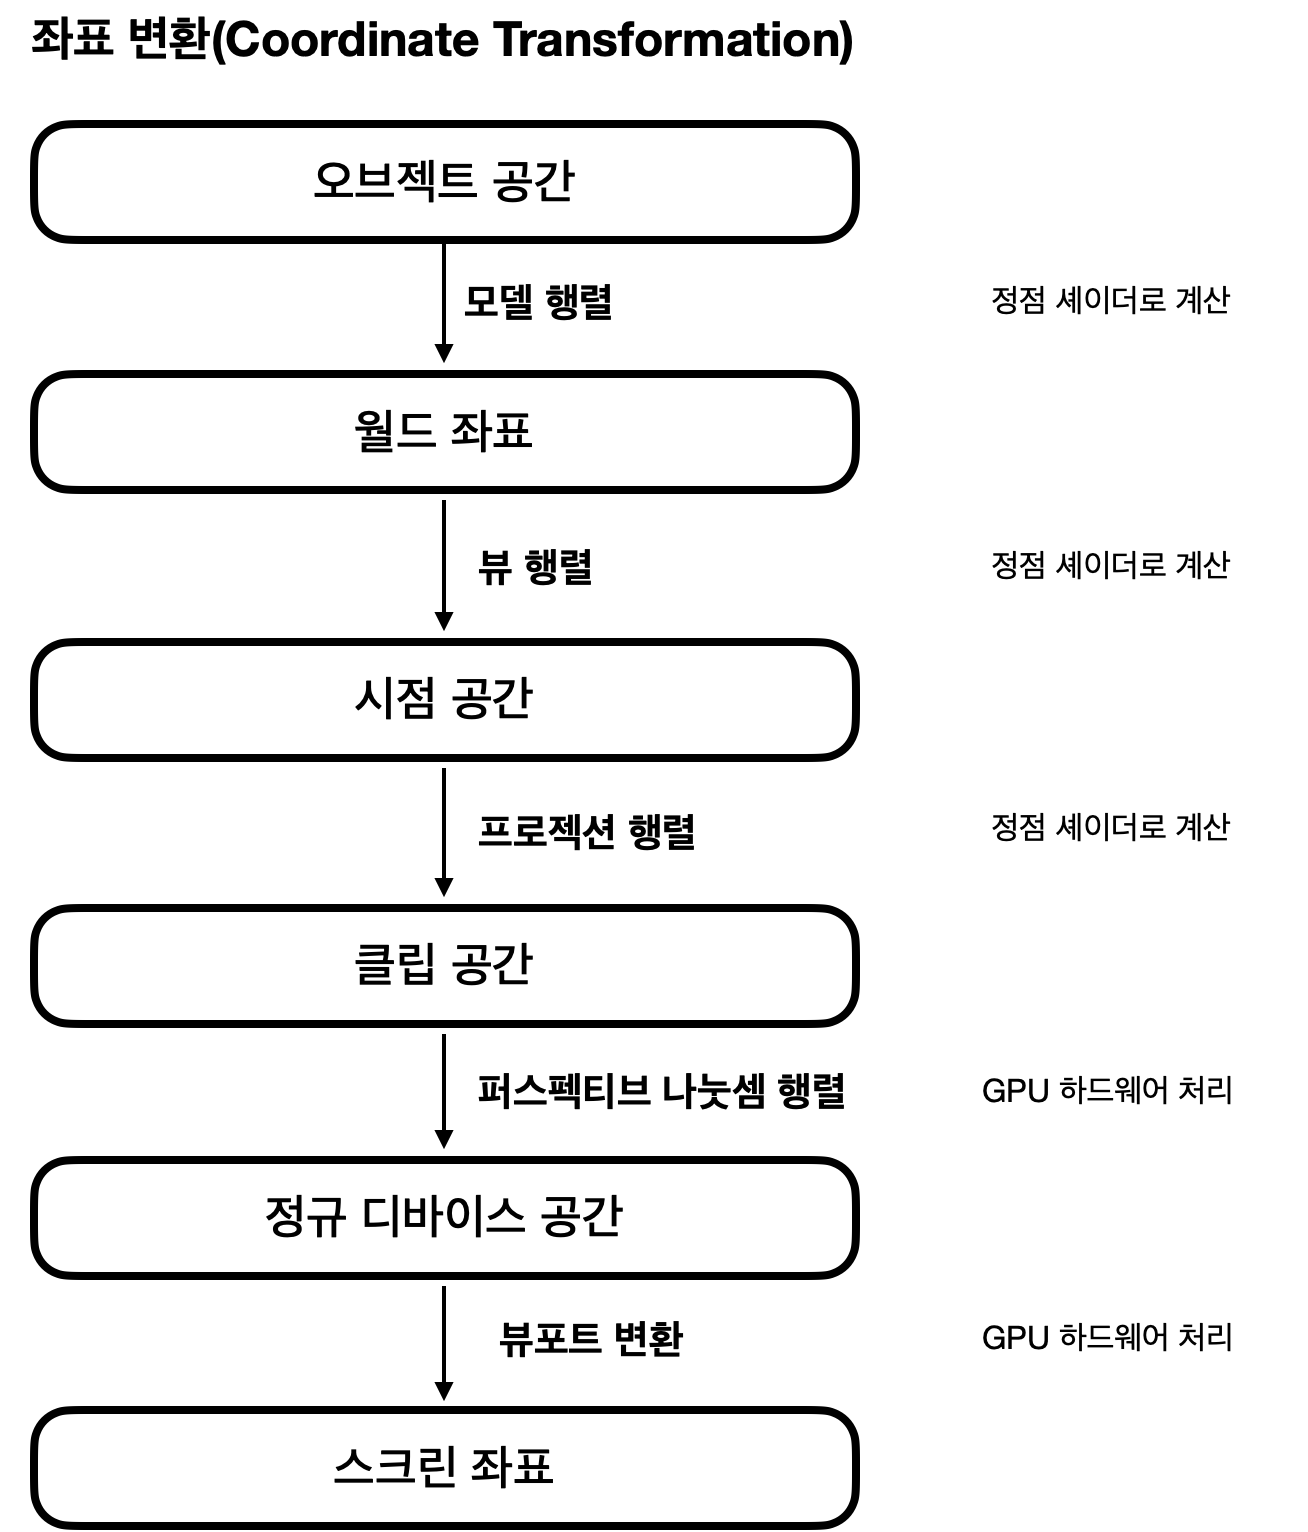 좌표 변환(Coordinate Transformation)
오브젝트 공간
모델 행렬
정점 셰이더로 계산
월드 좌표
뷰 행렬
정점 셰이더로 계산
시점 공간
프로젝션 행렬
정점 셰이더로 계산
클립 공간
퍼스펙티브 나눗셈 행렬
GPU 하드웨어 처리
정규 디바이스 공간
뷰포트 변환
GPU 하드웨어 처리
스크린 좌표